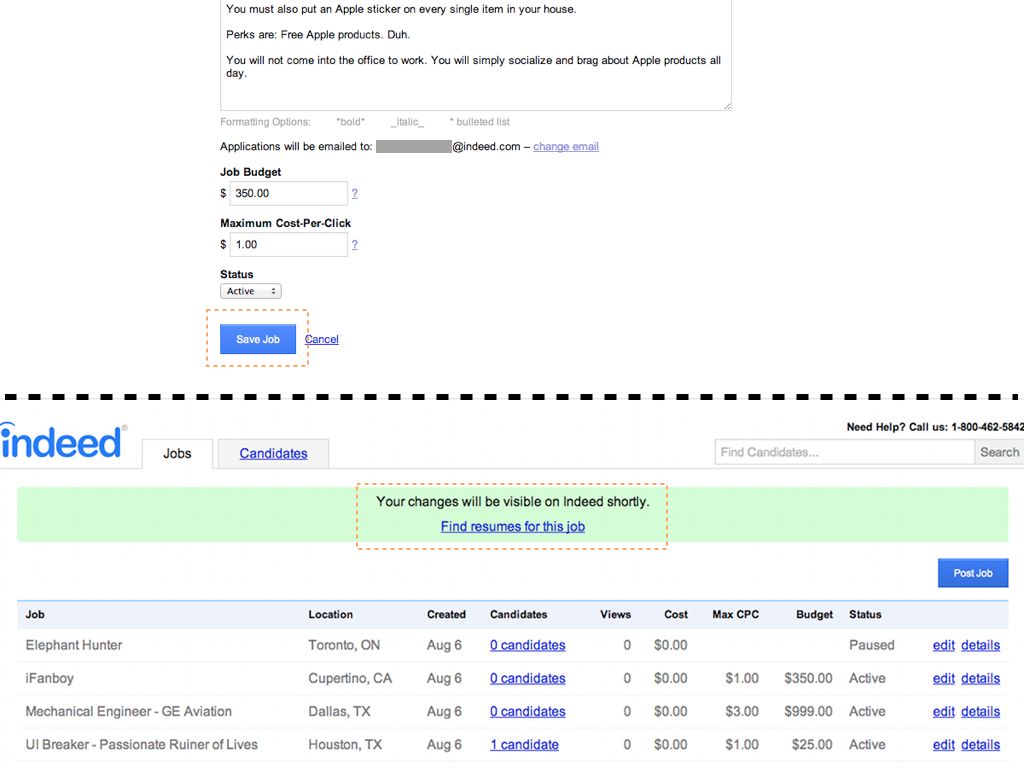 You must also put an Apple sticker on every single item in your house.
Perks are: Free Apple products. Duh.
You will not come into the office to work. You will simply socialize and brag about Apple products all
day.
Formatting Options: *bold* _italic_ * bulleted list
Applications will be emailed to: @indeed.com – change email
Job Budget
$ 350.00 ?
Maximum Cost-Per-Click
$ 1.00 ?
Status
Active
Save Job Cancel
Need Help? Call us: 1-800-462-5842
indeed®
Jobs Candidates Find Candidates... Search
Your changes will be visible on Indeed shortly.
Find resumes for this job
Post Job
Job Location Created Candidates Views Cost Max CPC Budget Status
Elephant Hunter Toronto, ON Aug 6 0 candidates 0 $0.00 Paused edit details
iFanboy Cupertino, CA Aug 6 0 candidates 0 $0.00 $1.00 $350.00 Active edit details
Mechanical Engineer - GE Aviation Dallas, TX Aug 6 0 candidates 0 $0.00 $3.00 $999.00 Active edit details
UI Breaker - Passionate Ruiner of Lives Houston, TX Aug 6 1 candidate 0 $0.00 $1.00 $25.00 Active edit details